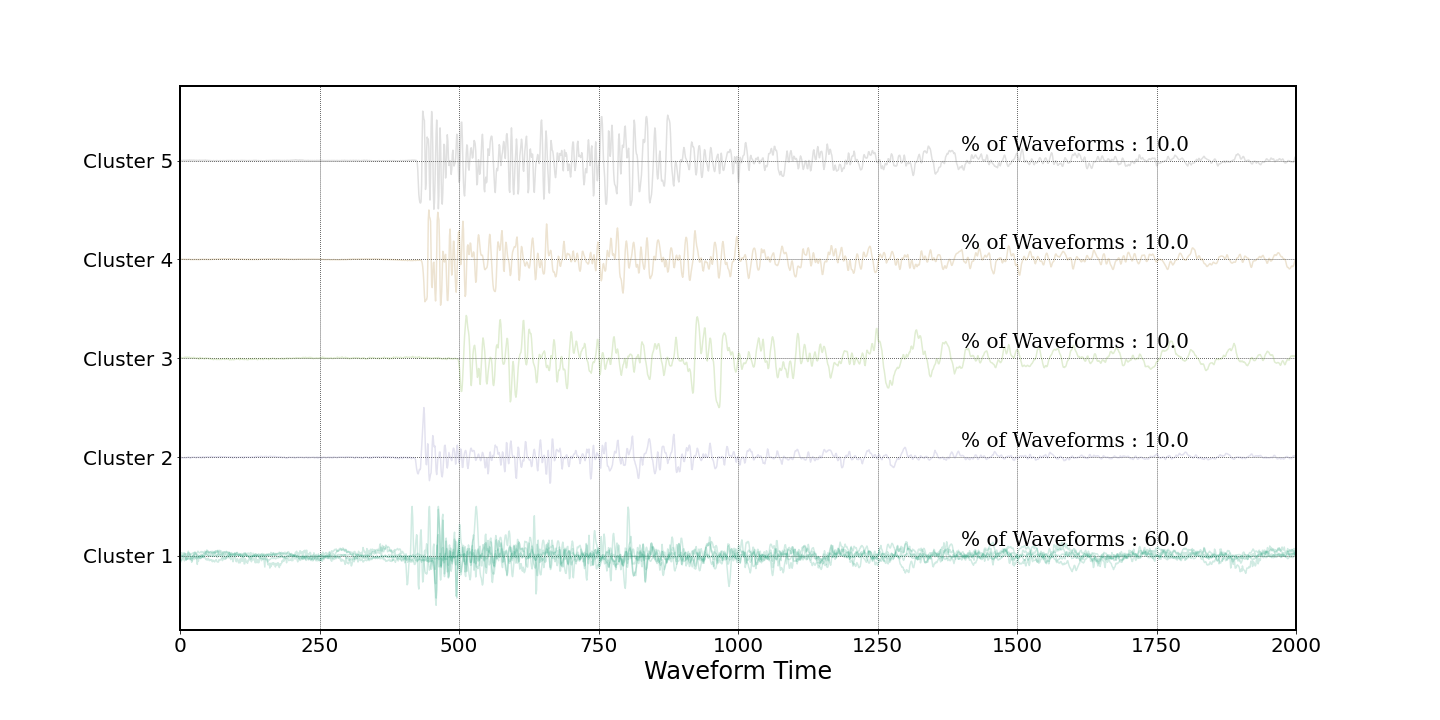 Cluster 5
% of Waveforms : 10.0
Cluster 4
% of Waveforms : 10.0
Cluster 3
% of Waveforms : 10.0
Cluster 2
% of Waveforms : 10.0
Cluster 1
% of Waveforms : 60.0
0 250 500 750 1000 1250 1500 1750 2000
Waveform Time